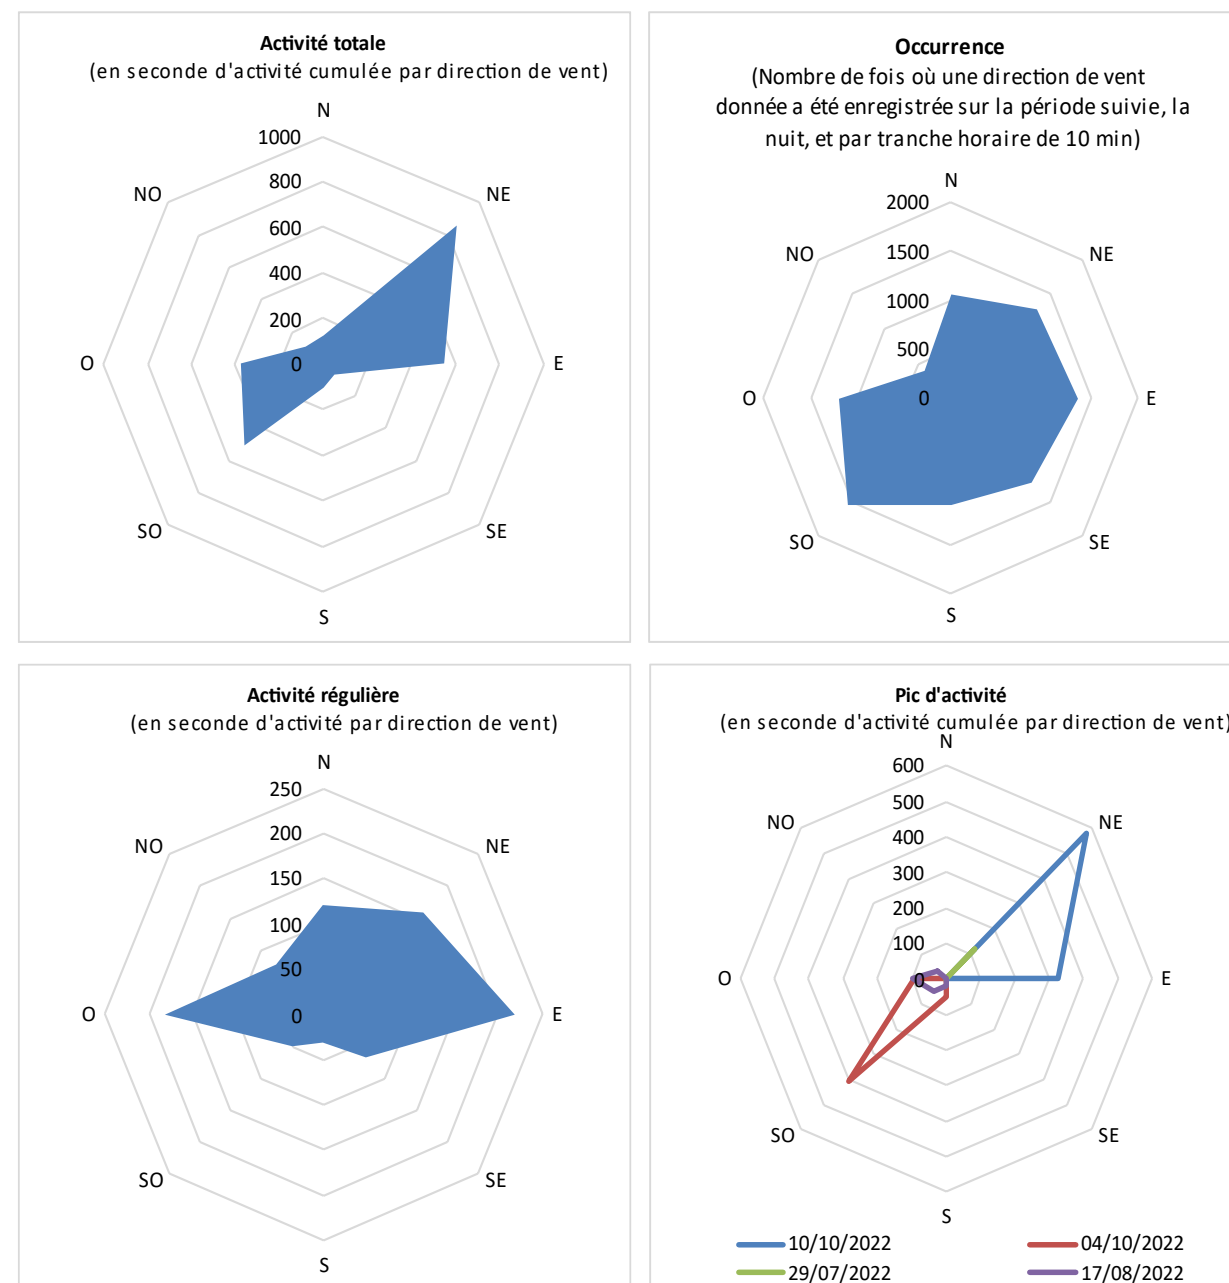 Activité totale
(en seconde d'activité cumulée par direction de vent)
N
1000
NO
NE
800
600
400
200
O
0
E
SO
SE
S
Occurrence
(Nombre de fois où une direction de vent
donnée a été enregistrée sur la période suivie, la
nuit, et par tranche horaire de 10 min)
N
2000
NO
NE
1500
1000
500
O
0
E
SO
SE
S
Activité régulière
(en seconde d'activité par direction de vent)
N
250
NO
NE
200
150
100
50
O
0
E
SO
SE
S
Pic d'activité
(en seconde d'activité cumulée par direction de vent)
N
600
NO
NE
500
400
300
200
100
O
0
E
SO
SE
S
10/10/2022
04/10/2022
29/07/2022
17/08/2022